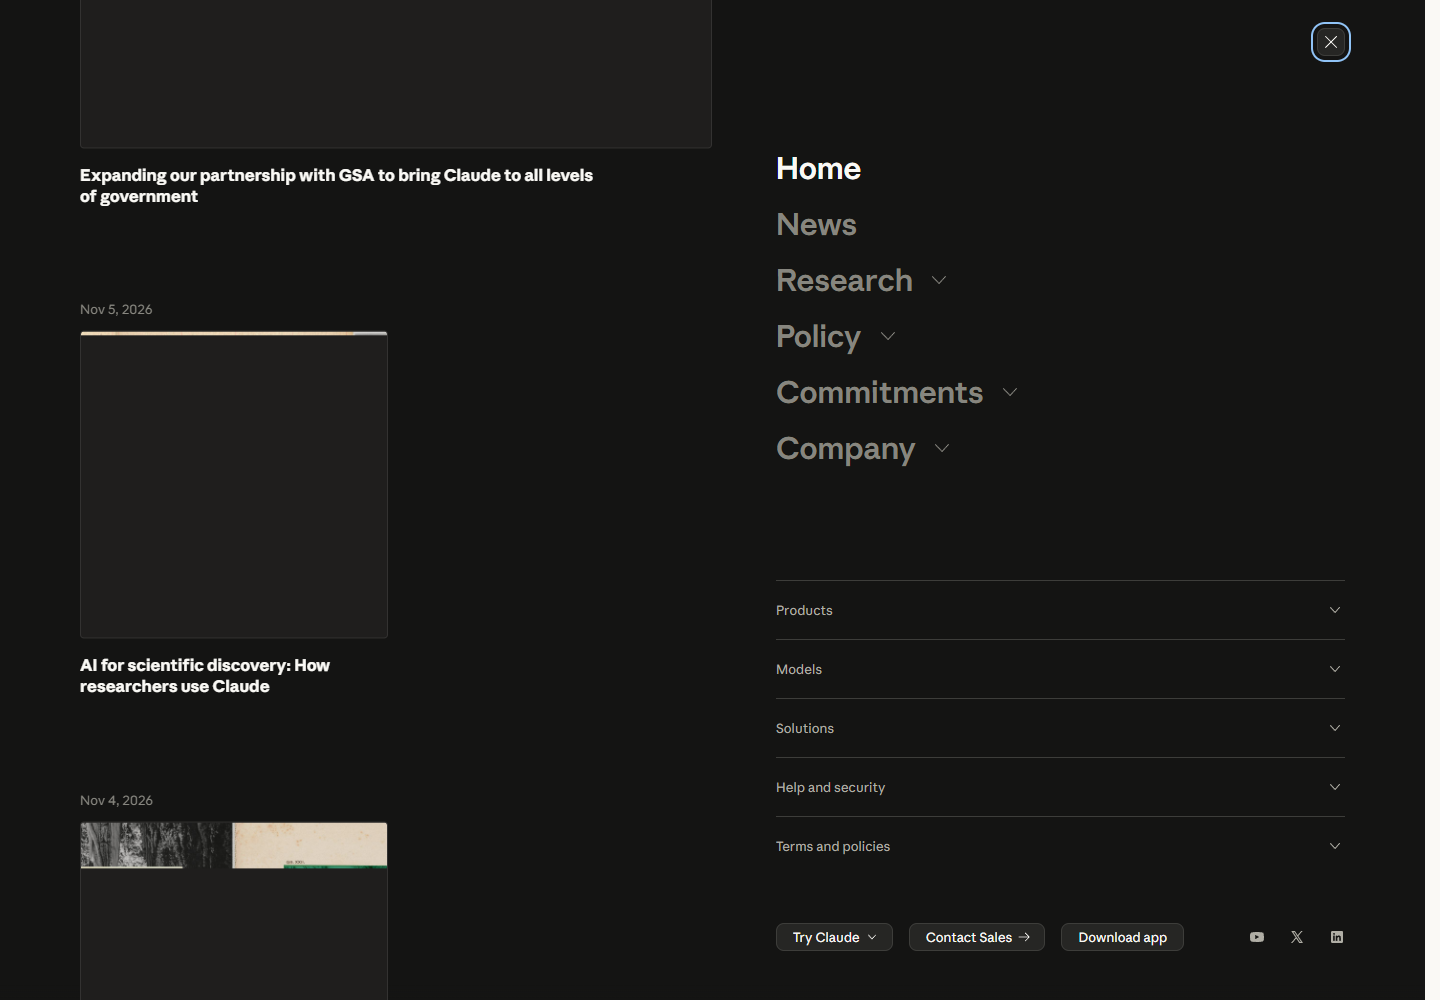 Expanding our partnership with GSA to bring Claude to all levels
of government
Nov 5, 2026
AI for scientific discovery: How
researchers use Claude
Nov 4, 2026
Home
News
Research
Policy
Commitments
Company
Products
Models
Solutions
Help and security
Terms and policies
Try Claude
Contact Sales
Download app